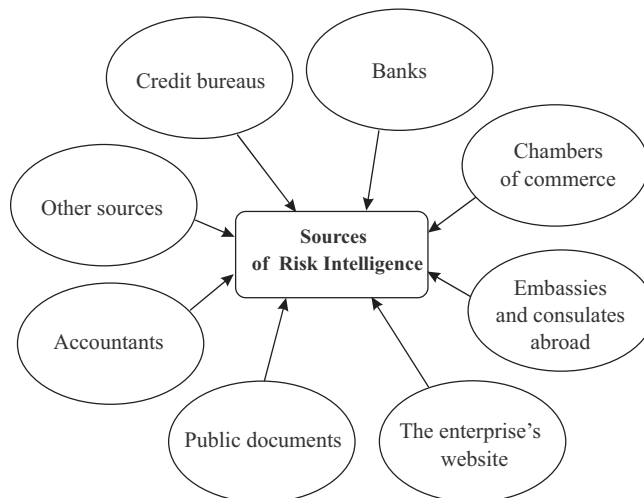 Credit bureaus
Banks
Chambers
of commerce
Other sources
Sources
of Risk Intelligence
Embassies
and consulates
abroad
Accountants
Public documents
The enterprise’s
website